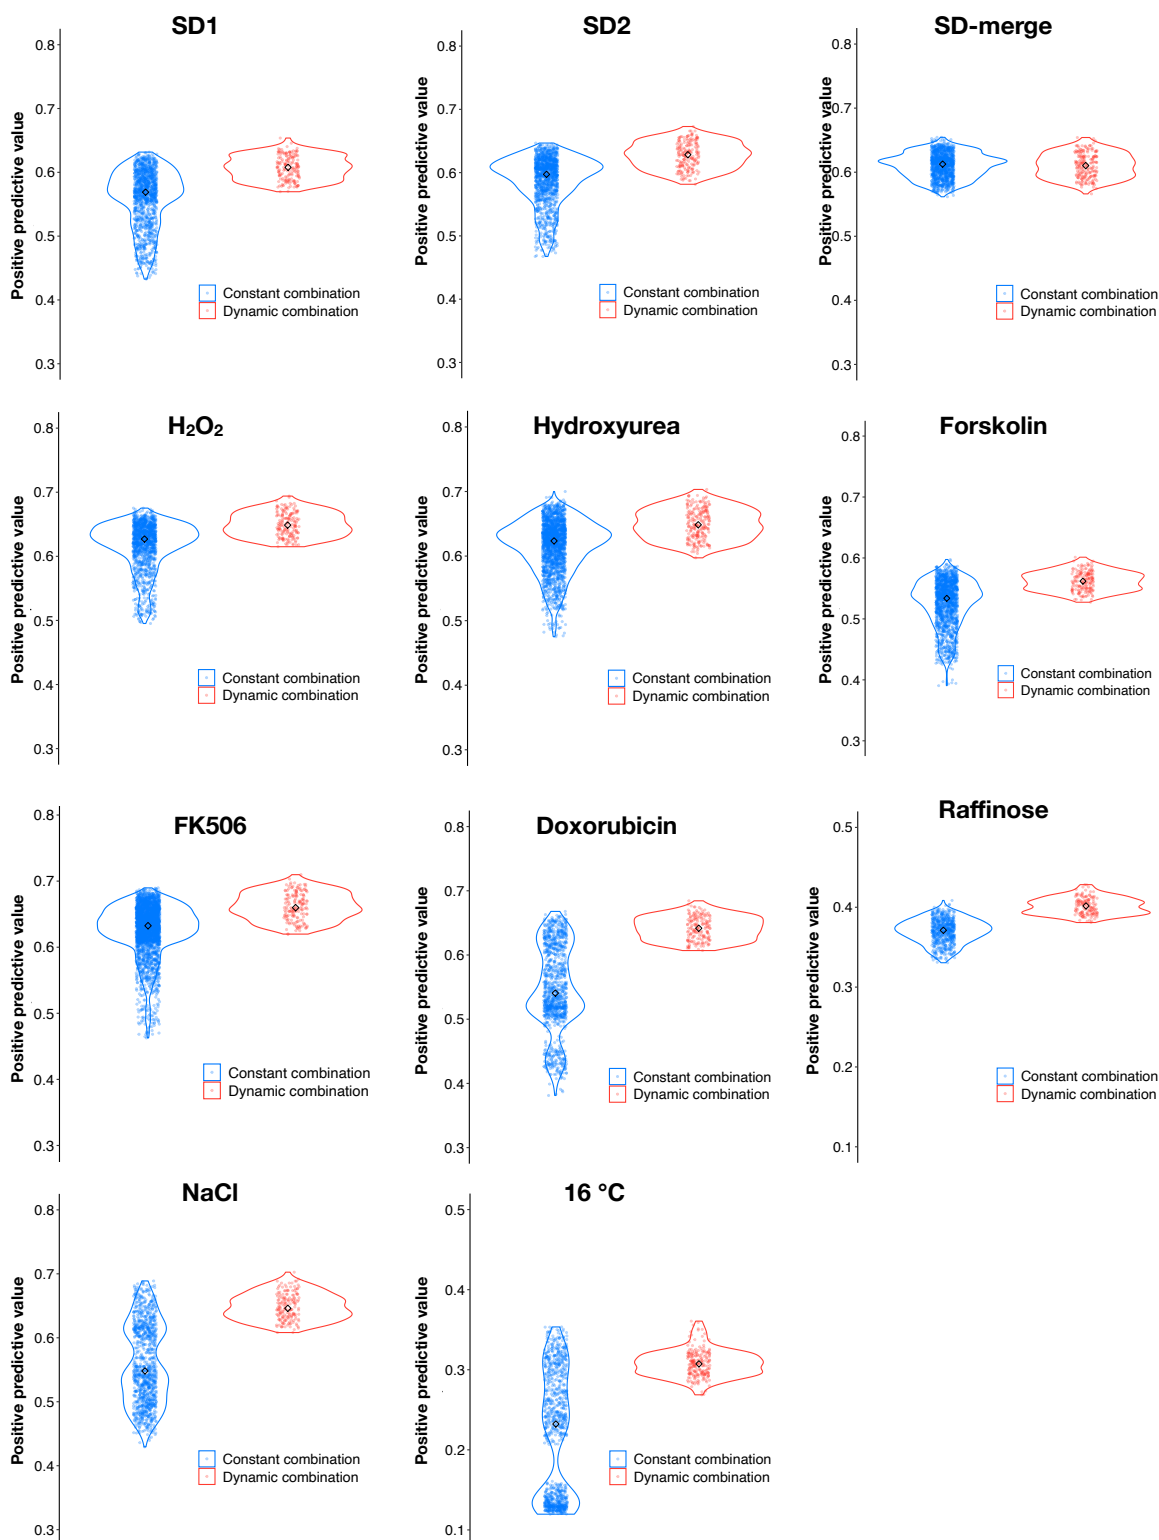 SD1
SD2
SD-merge
Positive predictive value
0.8
0.7
0.6
0.5
0.4
0.3
Constant combination
Dynamic combination
Positive predictive value
0.8
0.7
0.6
0.5
0.4
0.3
Constant combination
Dynamic combination
Positive predictive value
0.8
0.7
0.6
0.5
0.4
0.3
Constant combination
Dynamic combination
H₂O₂
Hydroxyurea
Forskolin
Positive predictive value
0.8
0.7
0.6
0.5
0.4
0.3
Constant combination
Dynamic combination
Positive predictive value
0.8
0.7
0.6
0.5
0.4
0.3
Constant combination
Dynamic combination
Positive predictive value
0.8
0.7
0.6
0.5
0.4
0.3
Constant combination
Dynamic combination
FK506
Doxorubicin
Raffinose
Positive predictive value
0.8
0.7
0.6
0.5
0.4
0.3
Constant combination
Dynamic combination
Positive predictive value
0.8
0.7
0.6
0.5
0.4
0.3
Constant combination
Dynamic combination
Positive predictive value
0.5
0.4
0.3
0.2
0.1
Constant combination
Dynamic combination
NaCl
16 °C
Positive predictive value
0.8
0.7
0.6
0.5
0.4
0.3
Constant combination
Dynamic combination
Positive predictive value
0.5
0.4
0.3
0.2
0.1
Constant combination
Dynamic combination